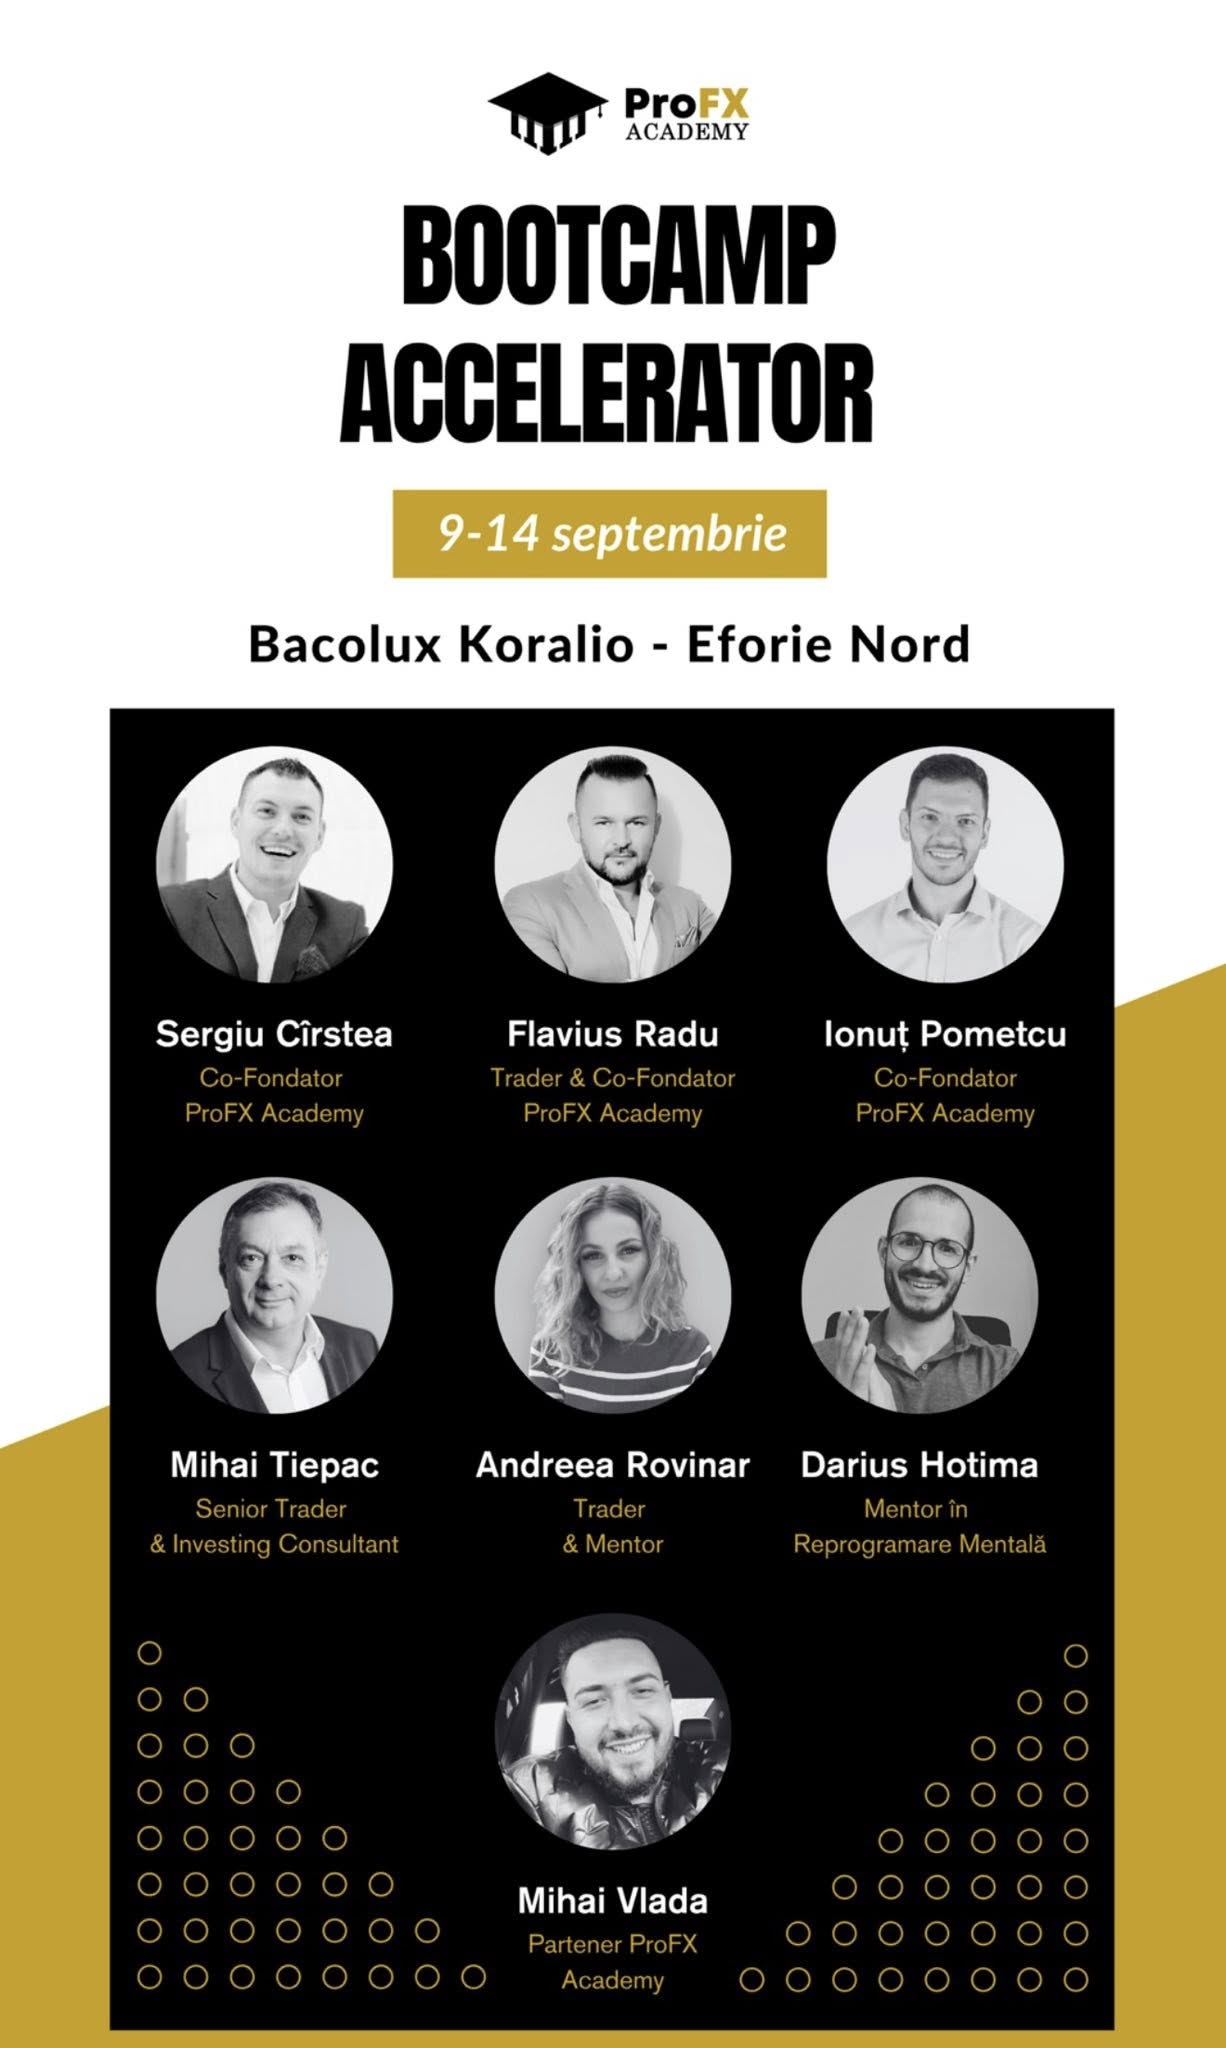 ProFX
ACADEMY
BOOTCAMP
ACCELERATOR
9-14 septembrie
Bacolux Koralio - Eforie Nord
Sergiu Cîrstea
Co-Fondator
ProFX Academy
Flavius Radu
Trader & Co-Fondator
ProFX Academy
Ionuț Pometcu
Co-Fondator
ProFX Academy
Mihai Tiepac
Senior Trader
& Investing Consultant
Andreea Rovinar
Trader
& Mentor
Darius Hotima
Mentor în
Reprogramare Mentală
Mihai Vlada
Partener ProFX
Academy